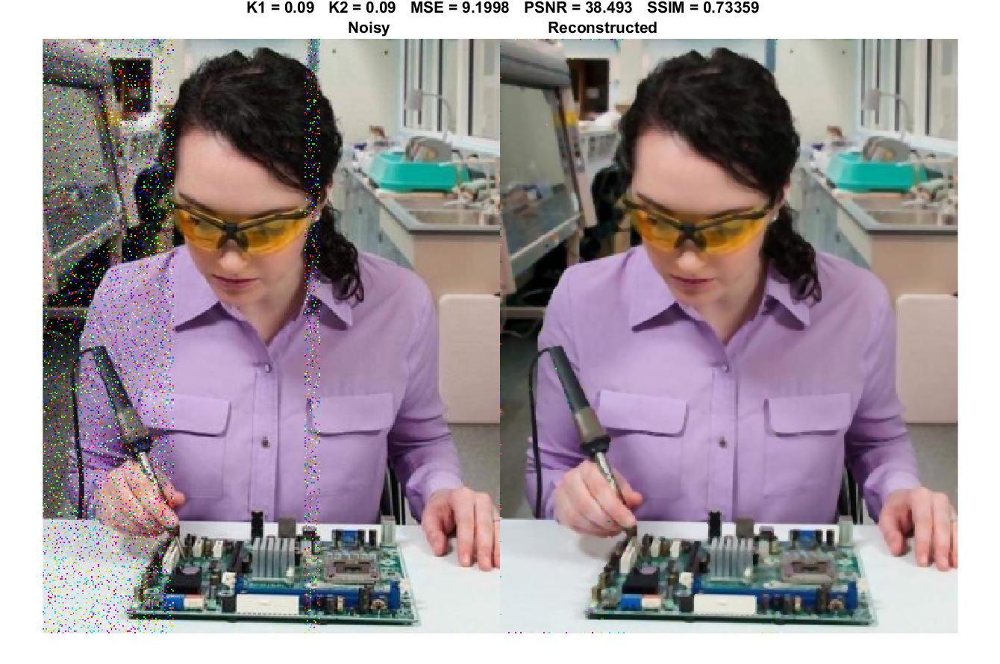 K1 = 0.09 K2 = 0.09 MSE = 9.1998 PSNR = 38.493 SSIM = 0.73359
Noisy Reconstructed